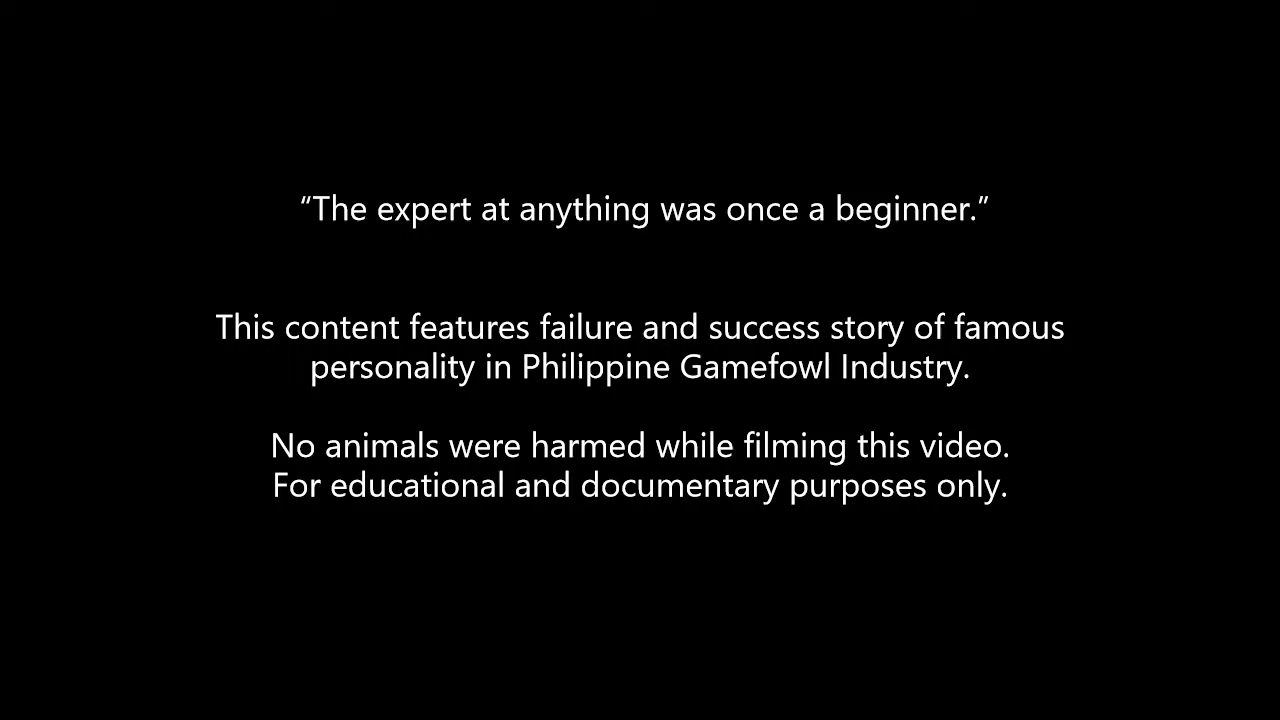 “The expert at anything was once a beginner.”
This content features failure and success story of famous
personality in Philippine Gamefowl Industry.
No animals were harmed while filming this video.
For educational and documentary purposes only.